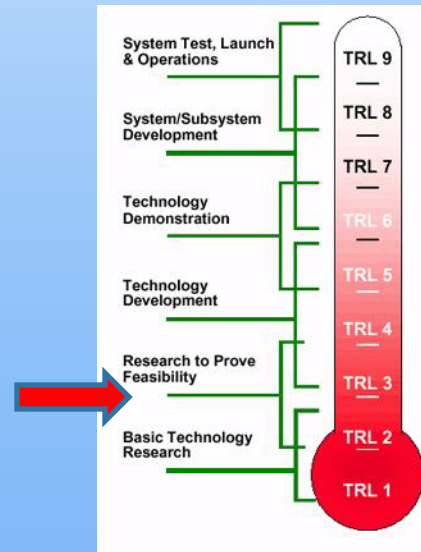 System Test, Launch
& Operations
TRL 9
TRL 8
System/Subsystem
Development
TRL 7
Technology
Demonstration
TRL 6
TRL 5
Technology
Development
TRL 4
Research to Prove
Feasibility
TRL 3
Basic Technology
Research
TRL 2
TRL 1